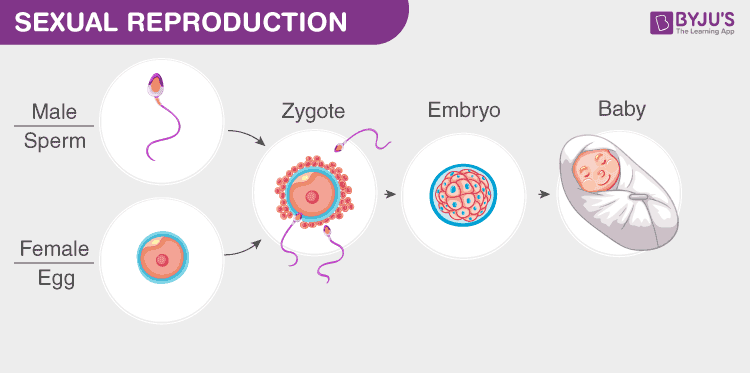 SEXUAL REPRODUCTION
BYJU'S
The Learning App
Male
Sperm
Zygote
Embryo
Baby
Female
Egg